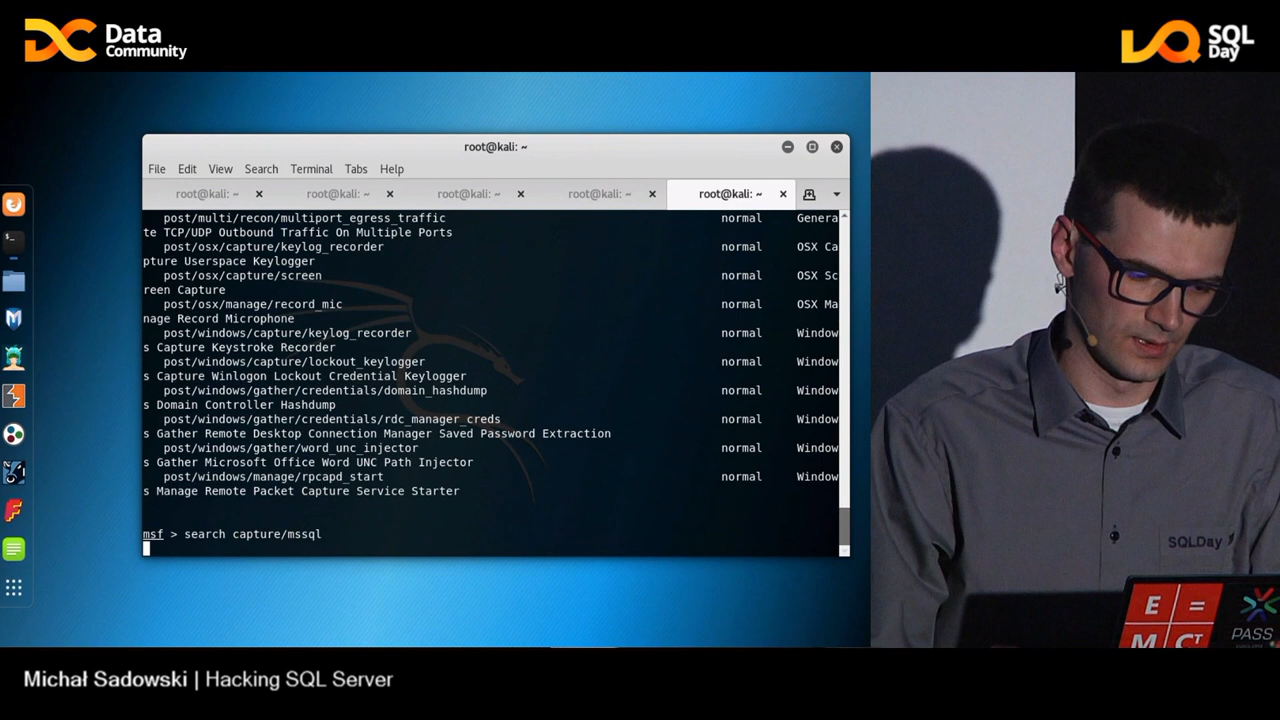 Data
Community
SQL
Day
root@kali: ~
File Edit View Search Terminal Tabs Help
root@kali: ~ root@kali: ~ root@kali: ~ root@kali: ~ root@kali: ~
post/multi/recon/multiport_egress_traffic normal Genera
te TCP/UDP Outbound Traffic On Multiple Ports
post/osx/capture/keylog_recorder normal OSX Ca
pture Userspace Keylogger
post/osx/capture/screen normal OSX Sc
reen Capture
post/osx/manage/record_mic normal OSX Ma
nage Record Microphone
post/windows/capture/keylog_recorder normal Window
s Capture Keystroke Recorder
post/windows/capture/lockout_keylogger normal Window
s Capture Winlogon Lockout Credential Keylogger
post/windows/gather/credentials/domain_hashdump normal Window
s Domain Controller Hashdump
post/windows/gather/credentials/rdc_manager_creds normal Window
s Gather Remote Desktop Connection Manager Saved Password Extraction
post/windows/gather/word_unc_injector normal Window
s Gather Microsoft Office Word UNC Path Injector
post/windows/manage/rpcapd_start normal Window
s Manage Remote Packet Capture Service Starter
msf > search capture/mssql
SQLDay
E =
M C
PASS
Michał Sadowski | Hacking SQL Server